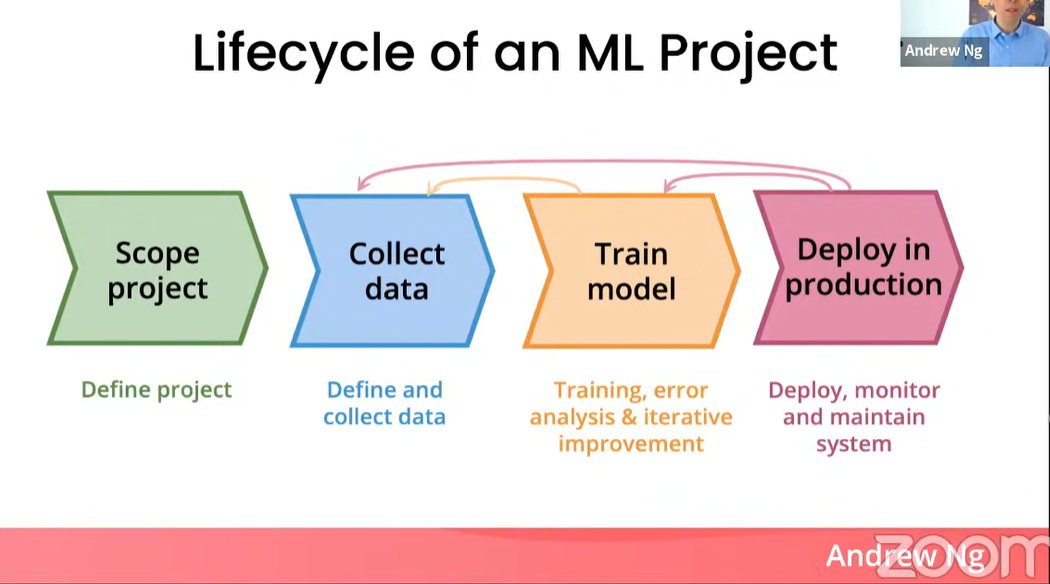 Lifecycle of an ML Project
Andrew Ng
Scope
project
Collect
data
Train
model
Deploy in
production
Define project
Define and
collect data
Training, error
analysis & iterative
improvement
Deploy, monitor
and maintain
system
Andrew Ng
zoom